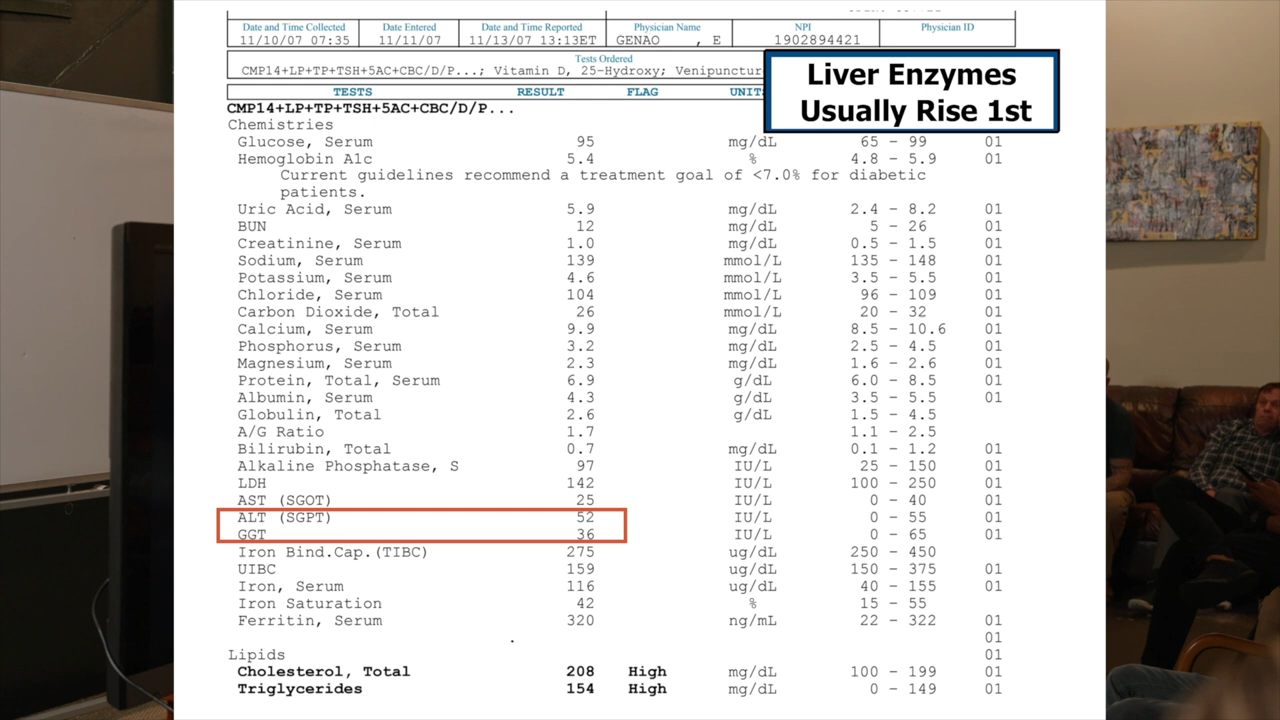 Date and Time Collected Date Entered Date and Time Reported Physician Name NPI Physician ID
11/10/07 07:35 11/11/07 11/13/07 13:13ET GENAO , E 1902894421
Tests Ordered
CMP14+LP+TP+TSH+5AC+CBC/D/P...; Vitamin D, 25-Hydroxy;
Liver Enzymes
Usually Rise 1st
TESTS RESULT FLAG
CMP14+LP+TP+TSH+5AC+CBC/D/P...
Chemistries
Glucose, Serum 95 mg/dL 65 - 99 01
Hemoglobin A1c 5.4 % 4.8 - 5.9 01
Current guidelines recommend a treatment goal of <7.0% for diabetic
patients.
Uric Acid, Serum 5.9 mg/dL 2.4 - 8.2 01
BUN 12 mg/dL 5 - 26 01
Creatinine, Serum 1.0 mg/dL 0.5 - 1.5 01
Sodium, Serum 139 mmol/L 135 - 148 01
Potassium, Serum 4.6 mmol/L 3.5 - 5.5 01
Chloride, Serum 104 mmol/L 96 - 109 01
Carbon Dioxide, Total 26 mmol/L 20 - 32 01
Calcium, Serum 9.9 mg/dL 8.5 - 10.6 01
Phosphorus, Serum 3.2 mg/dL 2.5 - 4.5 01
Magnesium, Serum 2.3 mg/dL 1.6 - 2.6 01
Protein, Total, Serum 6.9 g/dL 6.0 - 8.5 01
Albumin, Serum 4.3 g/dL 3.5 - 5.5 01
Globulin, Total 2.6 g/dL 1.5 - 4.5
A/G Ratio 1.7 1.1 - 2.5
Bilirubin, Total 0.7 mg/dL 0.1 - 1.2 01
Alkaline Phosphatase, S 97 IU/L 25 - 150 01
LDH 142 IU/L 100 - 250 01
AST (SGOT) 25 IU/L 0 - 40 01
ALT (SGPT) 52 IU/L 0 - 55 01
GGT 36 IU/L 0 - 65 01
Iron Bind.Cap.(TIBC) 275 ug/dL 250 - 450
UIBC 159 ug/dL 150 - 375 01
Iron, Serum 116 ug/dL 40 - 155 01
Iron Saturation 42 % 15 - 55
Ferritin, Serum 320 ng/mL 22 - 322 01
01
Lipids 01
Cholesterol, Total 208 High mg/dL 100 - 199 01
Triglycerides 154 High mg/dL 0 - 149 01